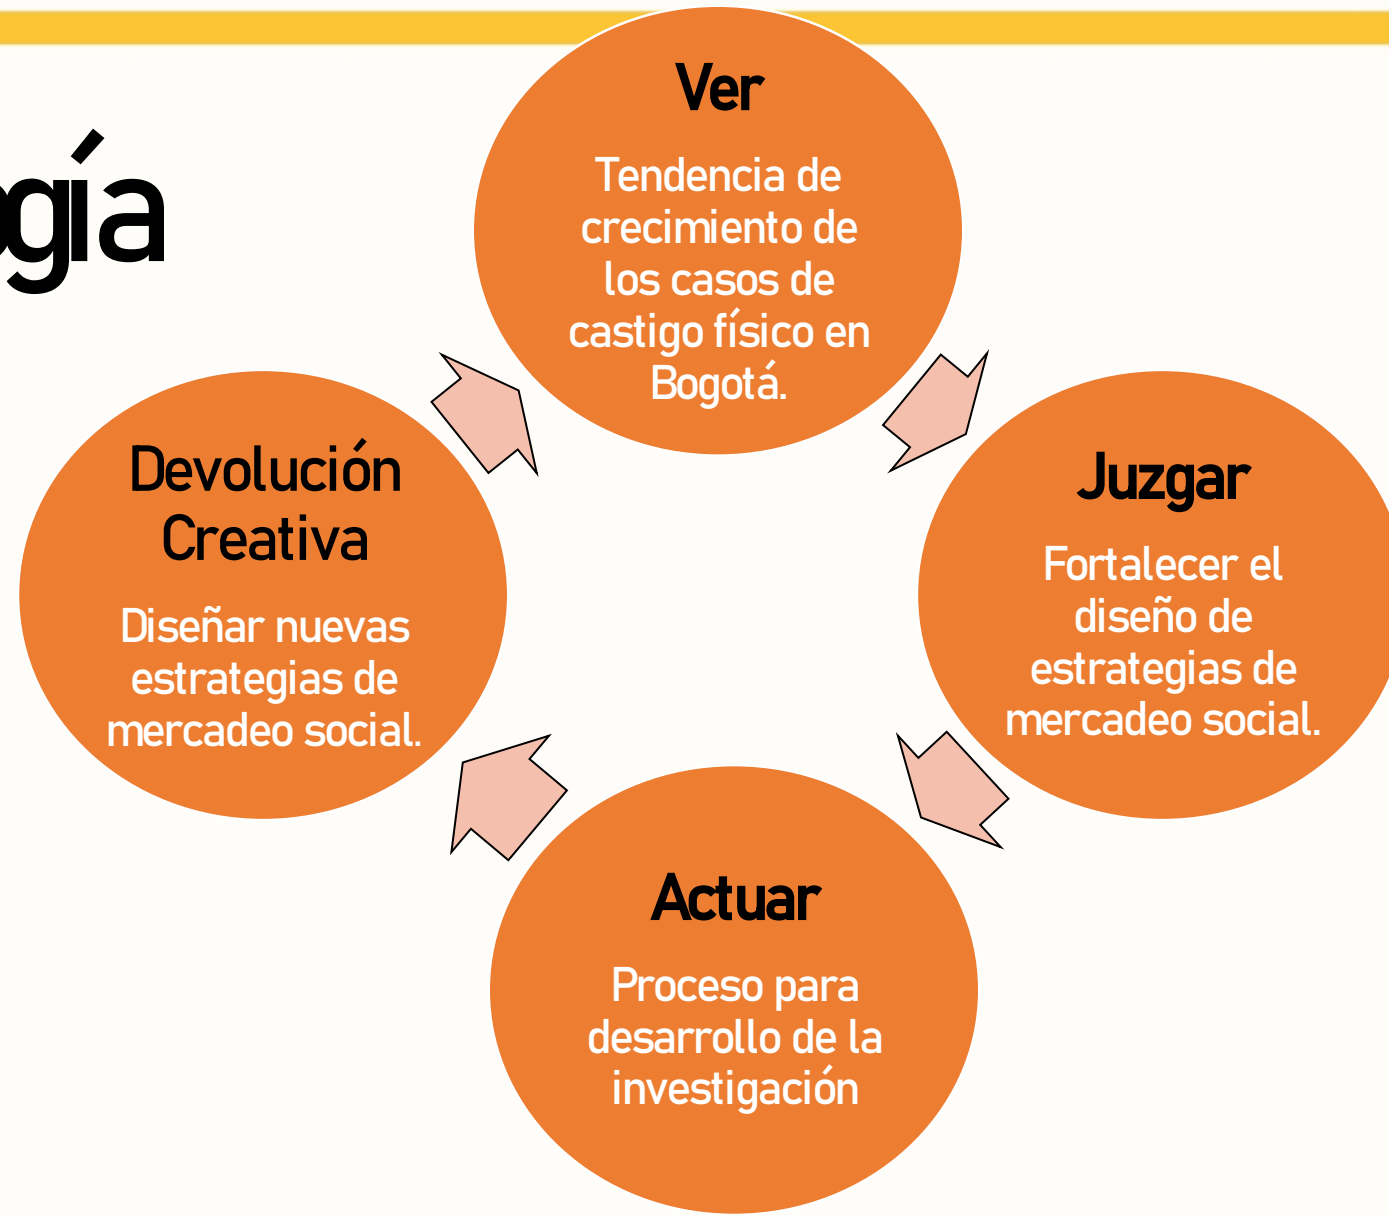 gía
Ver
Tendencia de
crecimiento de
los casos de
castigo físico en
Bogotá.
Juzgar
Fortalecer el
diseño de
estrategias de
mercadeo social.
Actuar
Proceso para
desarrollo de la
investigación
Devolución
Creativa
Diseñar nuevas
estrategias de
mercadeo social.